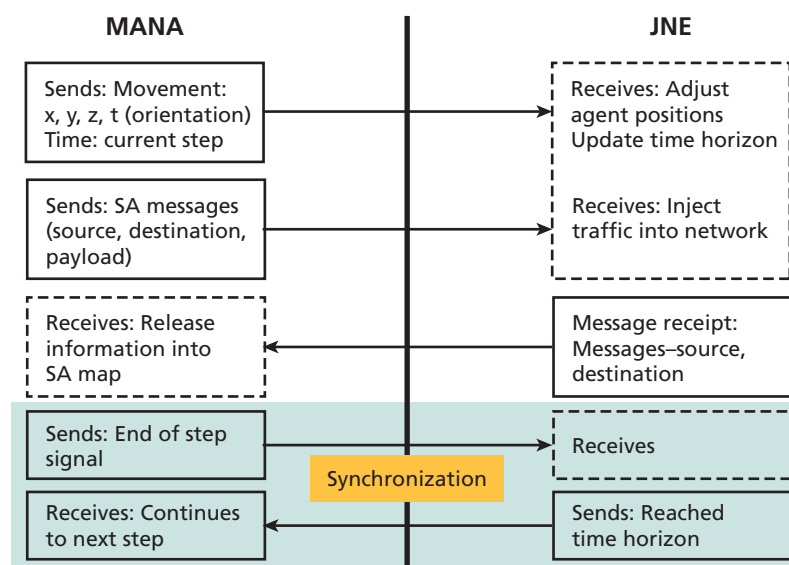 MANA
JNE
Sends: Movement:
x, y, z, t (orientation)
Time: current step
Receives: Adjust
agent positions
Update time horizon
Sends: SA messages
(source, destination,
payload)
Receives: Inject
traffic into network
Receives: Release
information into
SA map
Message receipt:
Messages–source,
destination
Sends: End of step
signal
Receives
Synchronization
Receives: Continues
to next step
Sends: Reached
time horizon